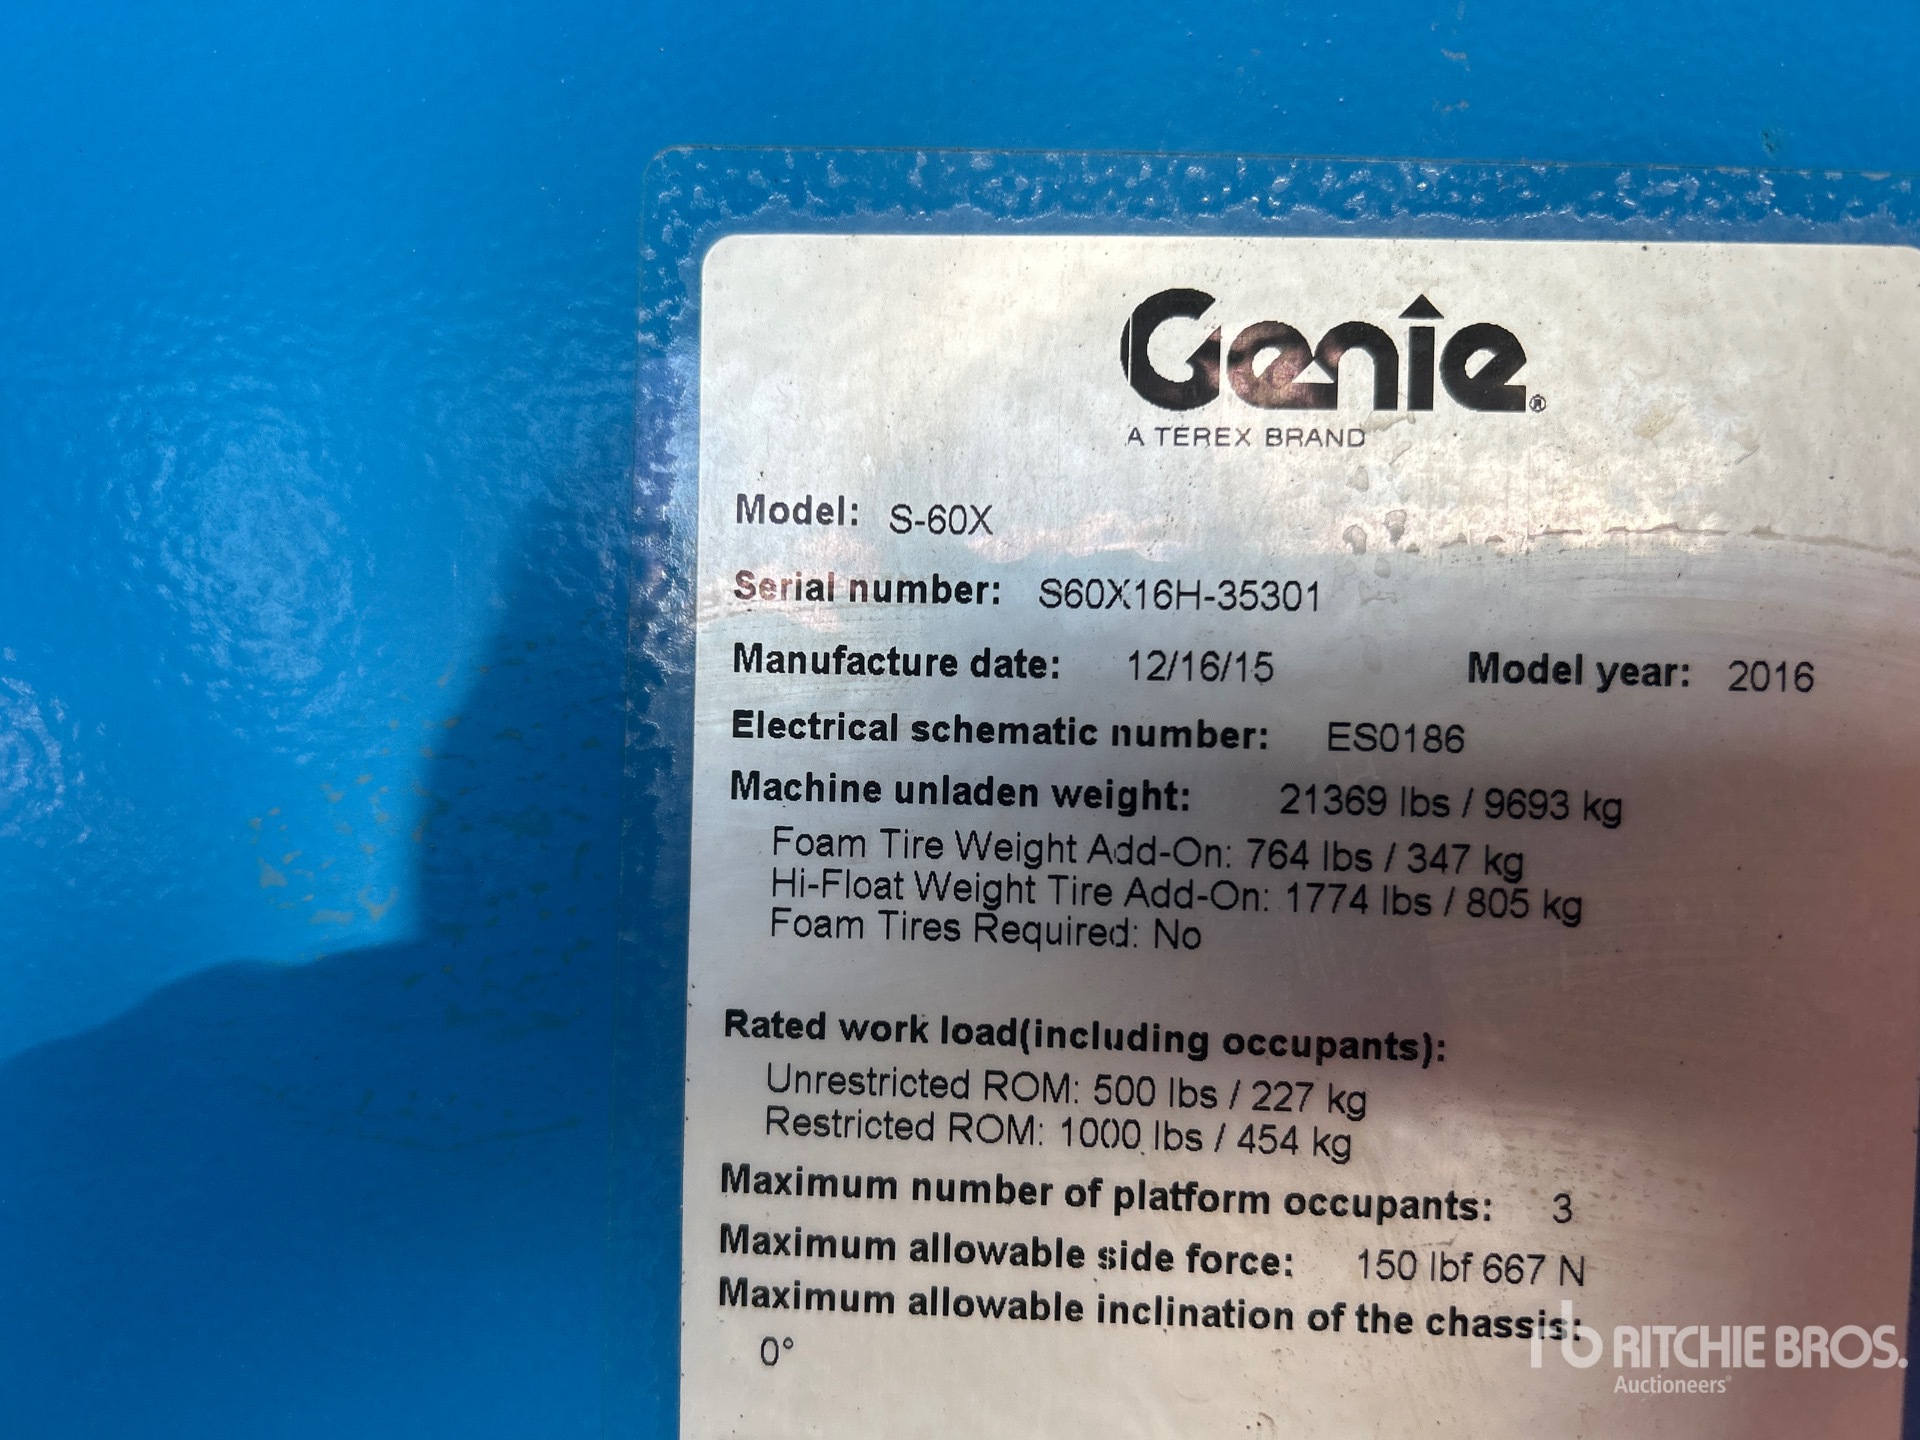 Genie®
A TEREX BRAND
Model: S-60X
Serial number: S60X16H-35301
Manufacture date: 12/16/15 Model year: 2016
Electrical schematic number: ES0186
Machine unladen weight: 21369 lbs / 9693 kg
Foam Tire Weight Add-On: 764 lbs / 347 kg
Hi-Float Weight Tire Add-On: 1774 lbs / 805 kg
Foam Tires Required: No
Rated work load(including occupants):
Unrestricted ROM: 500 lbs / 227 kg
Restricted ROM: 1000 lbs / 454 kg
Maximum number of platform occupants: 3
Maximum allowable side force: 150 lbf 667 N
Maximum allowable inclination of the chassis:
0°
rb RITCHIE BROS.
Auctioneers®